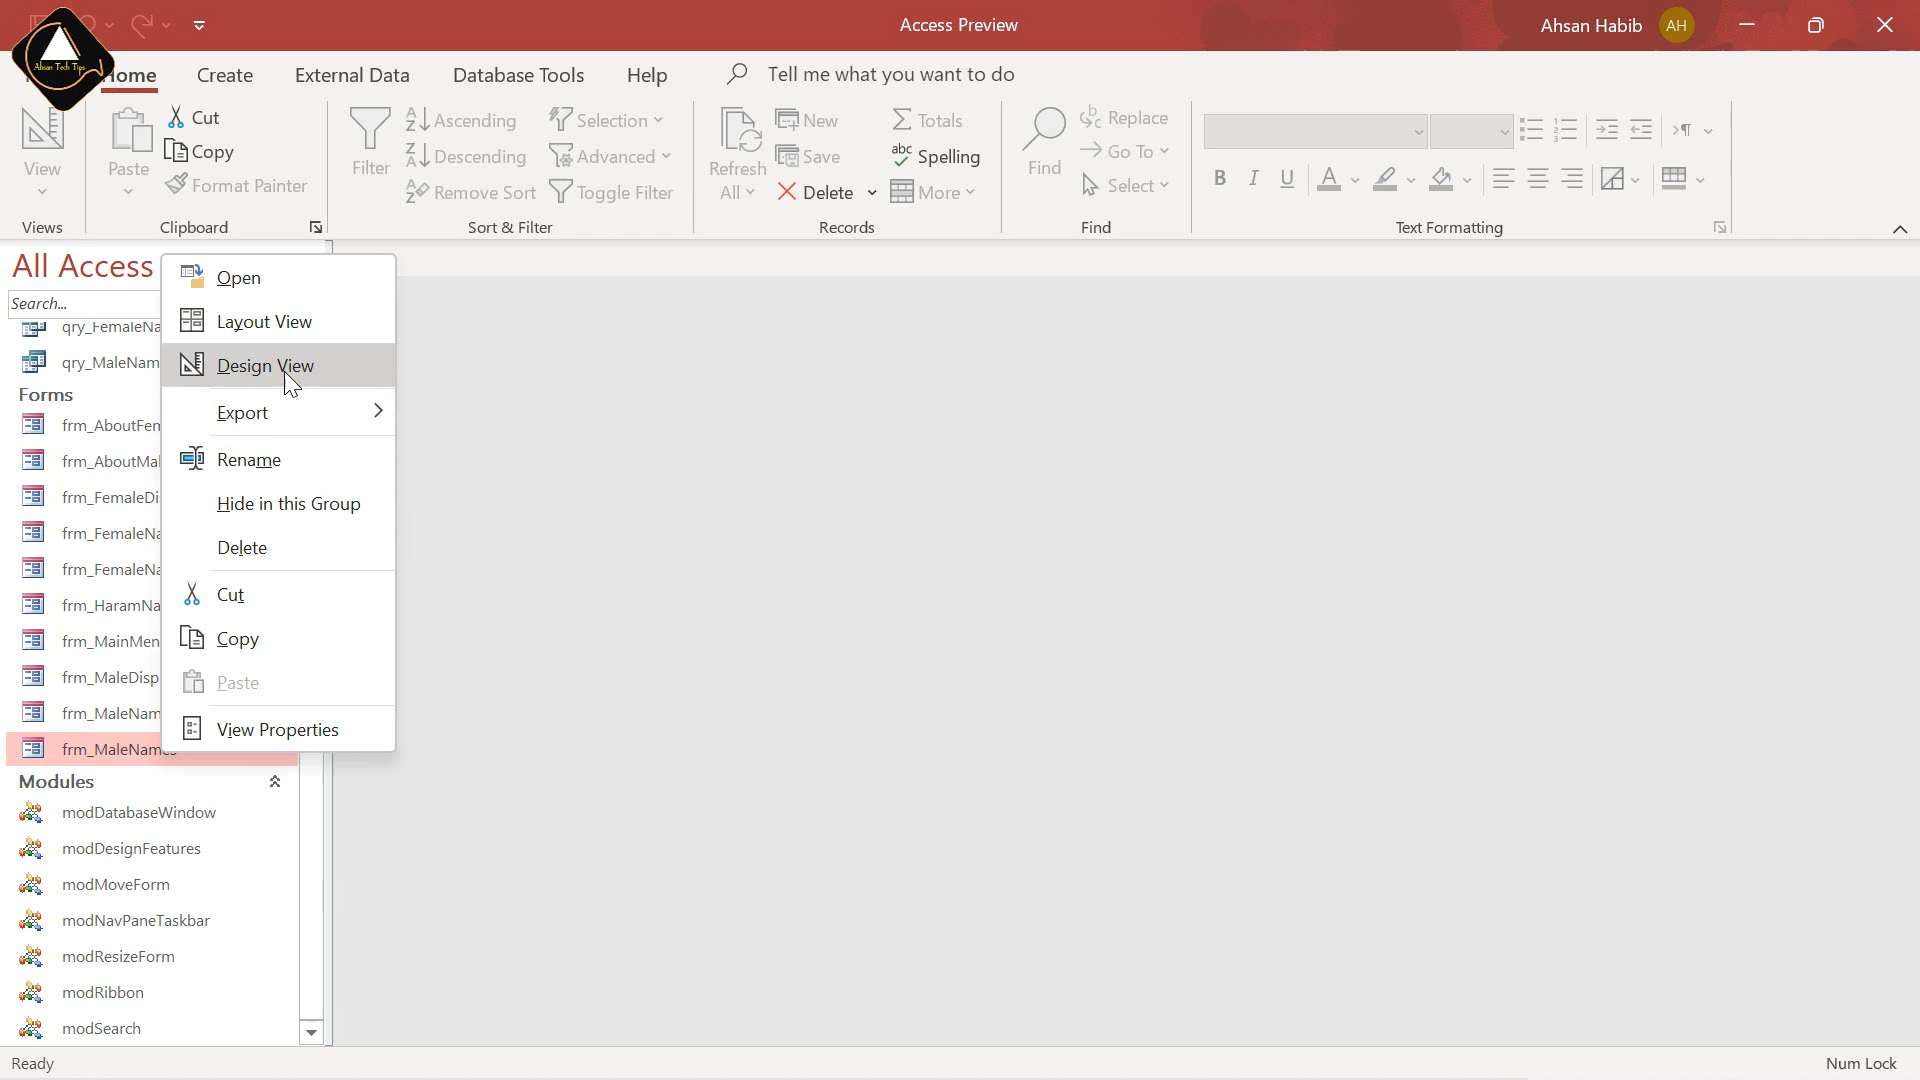 Access Preview
Ahsan Habib
AH
Ahsan Tech Tips
Home
Create
External Data
Database Tools
Help
Tell me what you want to do
View
Views
Paste
Cut
Copy
Format Painter
Clipboard
Filter
Ascending
Descending
Remove Sort
Selection
Advanced
Toggle Filter
Sort & Filter
Refresh
All
New
Save
Delete
Totals
Spelling
More
Records
Find
Replace
Go To
Select
Find
B I U
Text Formatting
All Access
Search...
qry_FemaleNa
qry_MaleNam
Forms
frm_AboutFem
frm_AboutMal
frm_FemaleDi
frm_FemaleNa
frm_FemaleNa
frm_HaramNa
frm_MainMen
frm_MaleDisp
frm_MaleNam
frm_MaleNames
Modules
modDatabaseWindow
modDesignFeatures
modMoveForm
modNavPaneTaskbar
modResizeForm
modRibbon
modSearch
Open
Layout View
Design View
Export
Rename
Hide in this Group
Delete
Cut
Copy
Paste
View Properties
Ready
Num Lock